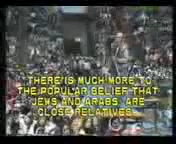 THERE IS MUCH MORE TO
THE POPULAR BELIEF THAT
JEWS AND ARABS ARE
CLOSE RELATIVES.